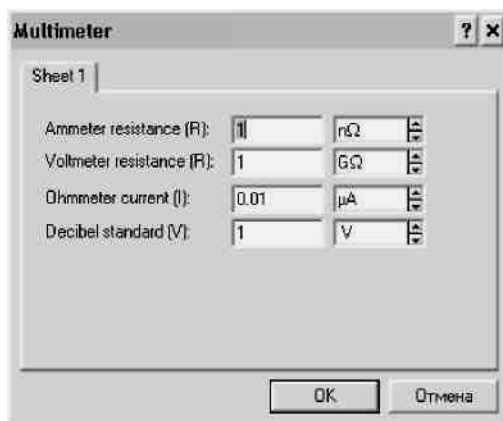 Multimeter ? ×
Sheet 1
Ammeter resistance (R): 1 nΩ
Voltmeter resistance (R): 1 GΩ
Ohmmeter current (I): 0.01 µA
Decibel standard (V): 1 V
OK Отмена